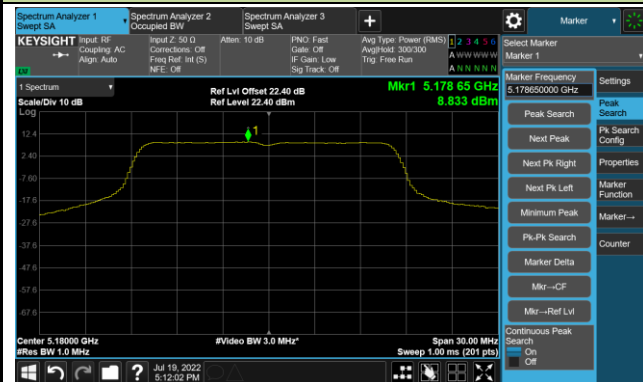 Spectrum Analyzer 1
Swept SA
Spectrum Analyzer 2
Occupied BW
Spectrum Analyzer 3
Swept SA
+
Marker
KEYSIGHT
Input: RF
Coupling: AC
Align: Auto
Input Z: 50 Ω
Corrections: Off
Freq Ref: Int (S)
NFE: Off
Atten: 10 dB
PNO: Fast
Gate: Off
IF Gain: Low
Sig Track: Off
Avg Type: Power (RMS)
Avg|Hold: 300/300
Trig: Free Run
1 2 3 4 5 6
A W W W W W
A N N N N N
LXI
Select Marker
Marker 1
1 Spectrum
Scale/Div 10 dB
Log
Ref Lvl Offset 22.40 dB
Ref Level 22.40 dBm
Mkr1 5.178 65 GHz
8.833 dBm
1
12.4
2.40
-7.60
-17.6
-27.6
-37.6
-47.6
-57.6
-67.6
Center 5.18000 GHz
#Res BW 1.0 MHz
#Video BW 3.0 MHz*
Span 30.00 MHz
Sweep 1.00 ms (201 pts)
Marker Frequency
5.178650000 GHz
Peak Search
Next Peak
Next Pk Right
Next Pk Left
Minimum Peak
Pk-Pk Search
Marker Delta
Mkr→CF
Mkr→Ref Lvl
Continuous Peak
Search
On
Off
Settings
Peak
Search
Pk Search
Config
Properties
Marker
Function
Marker→
Counter
?
Jul 19, 2022
5:12:02 PM